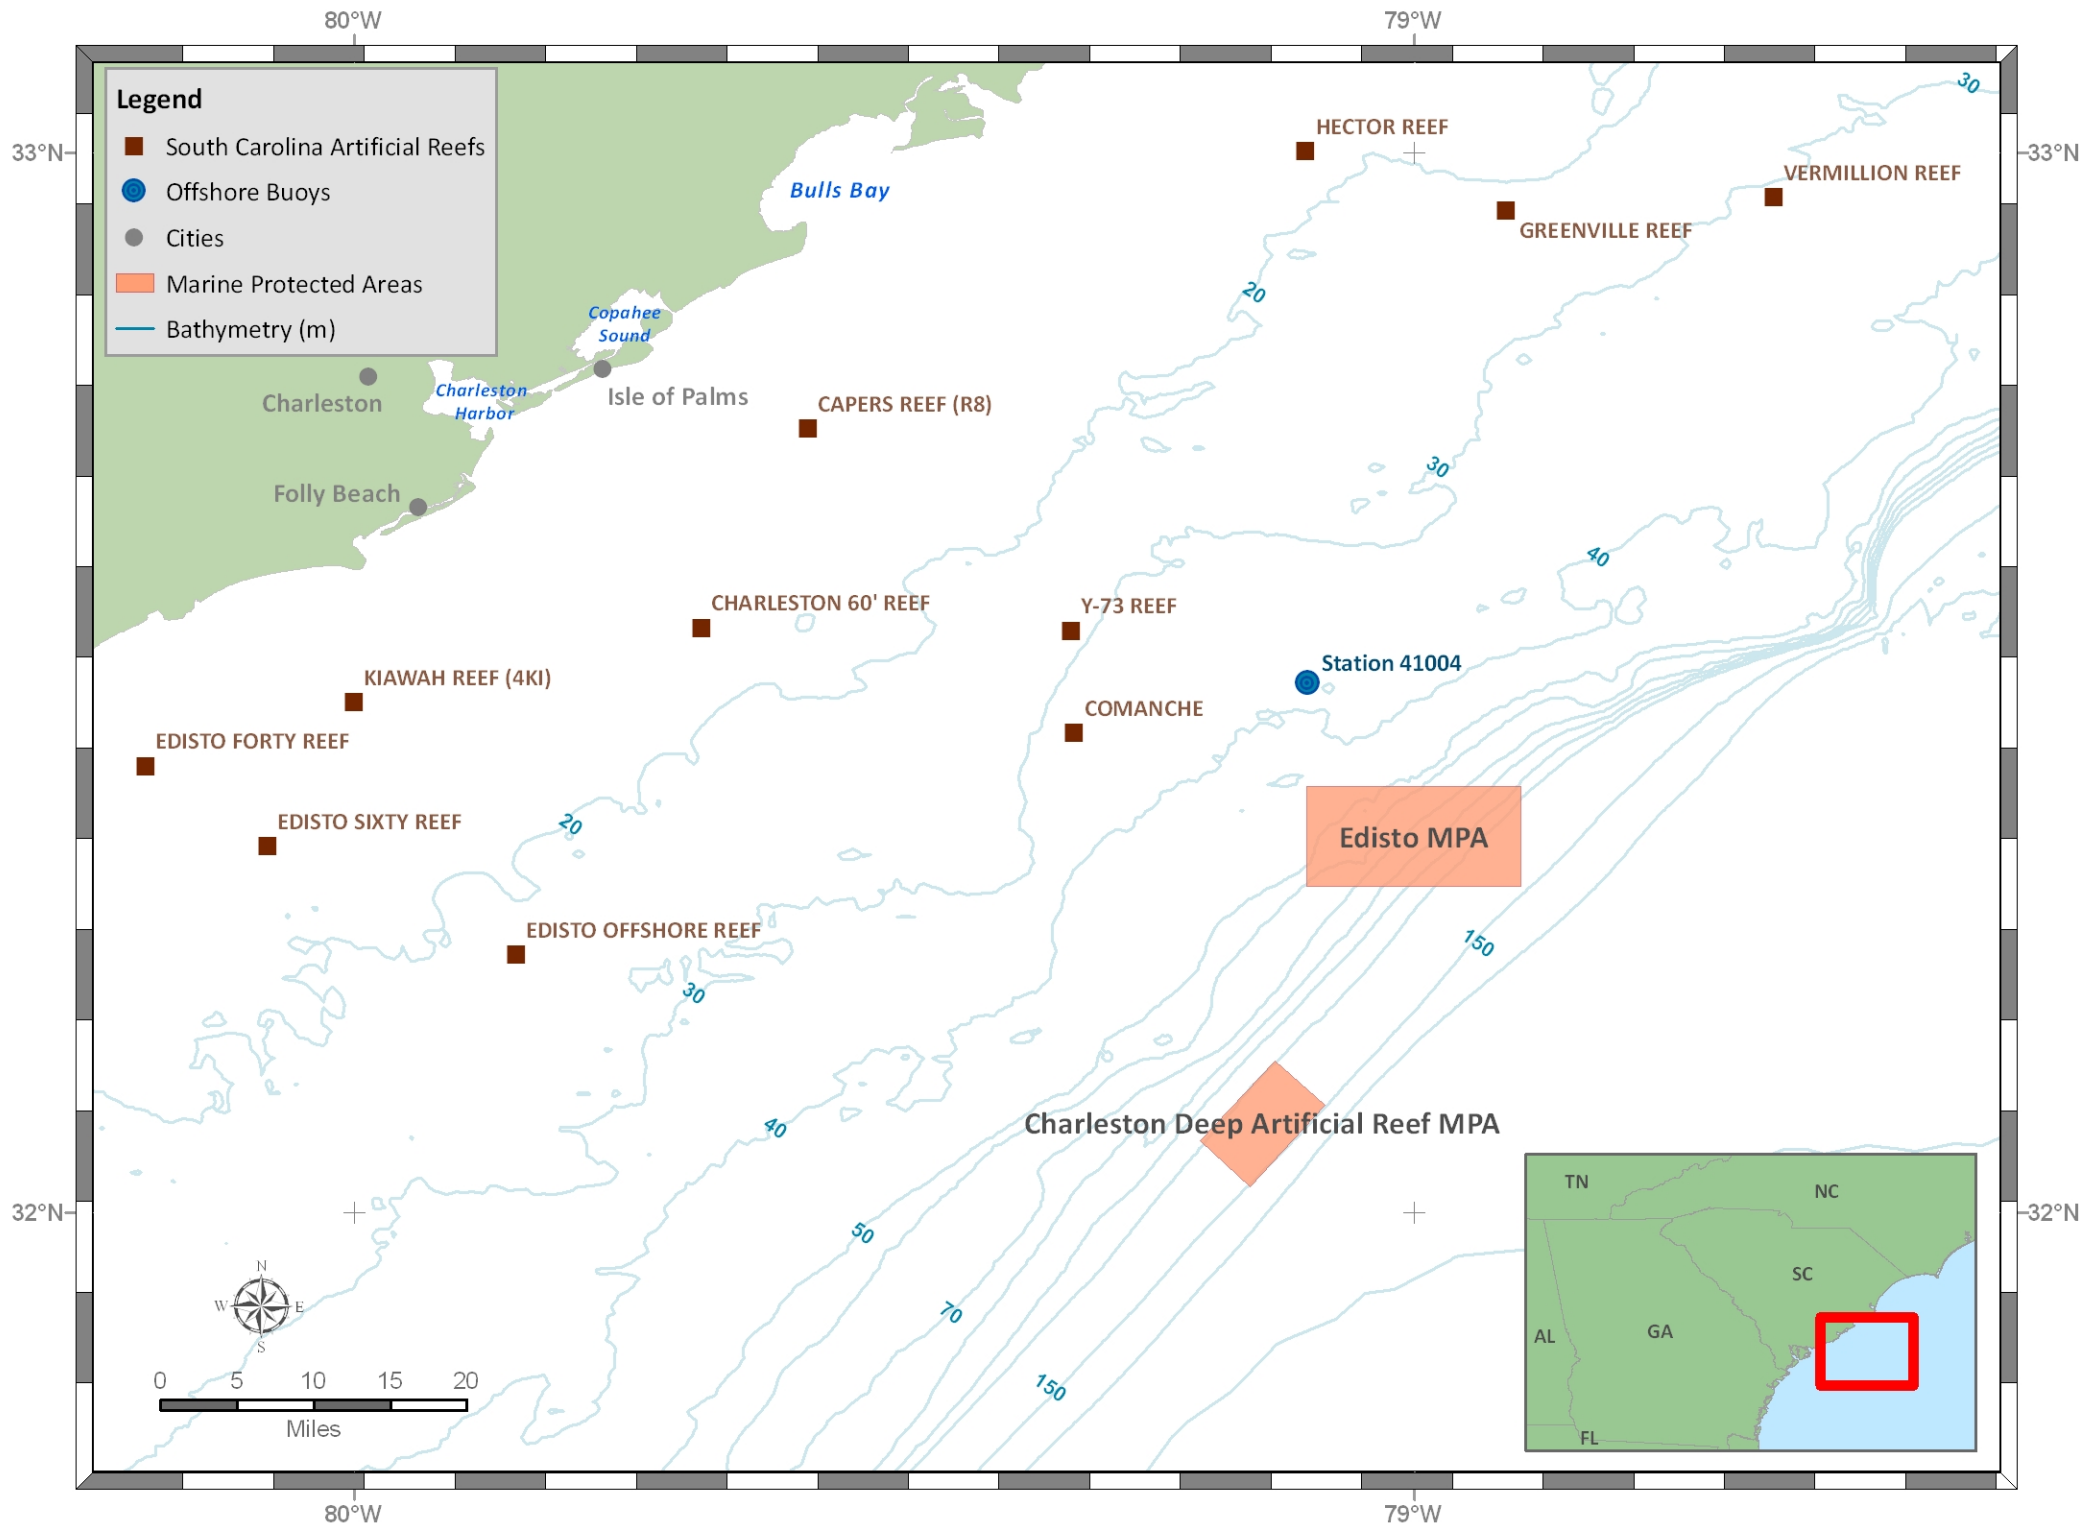 80°W
79°W
Legend
South Carolina Artificial Reefs
Offshore Buoys
Cities
Marine Protected Areas
Bathymetry (m)
30
HECTOR REEF
33°N
33°N
VERMILLION REEF
Bulls Bay
GREENVILLE REEF
20
Copahee
Sound
Charleston
Harbor
Isle of Palms
Charleston
CAPERS REEF (R8)
30
Folly Beach
40
CHARLESTON 60' REEF
Y-73 REEF
Station 41004
KIAWAH REEF (4KI)
COMANCHE
EDISTO FORTY REEF
EDISTO SIXTY REEF
20
Edisto MPA
EDISTO OFFSHORE REEF
150
30
40
Charleston Deep Artificial Reef MPA
TN
NC
32°N
32°N
50
N
W
E
S
SC
70
GA
AL
0 5 10 15 20
Miles
150
FL
80°W
79°W